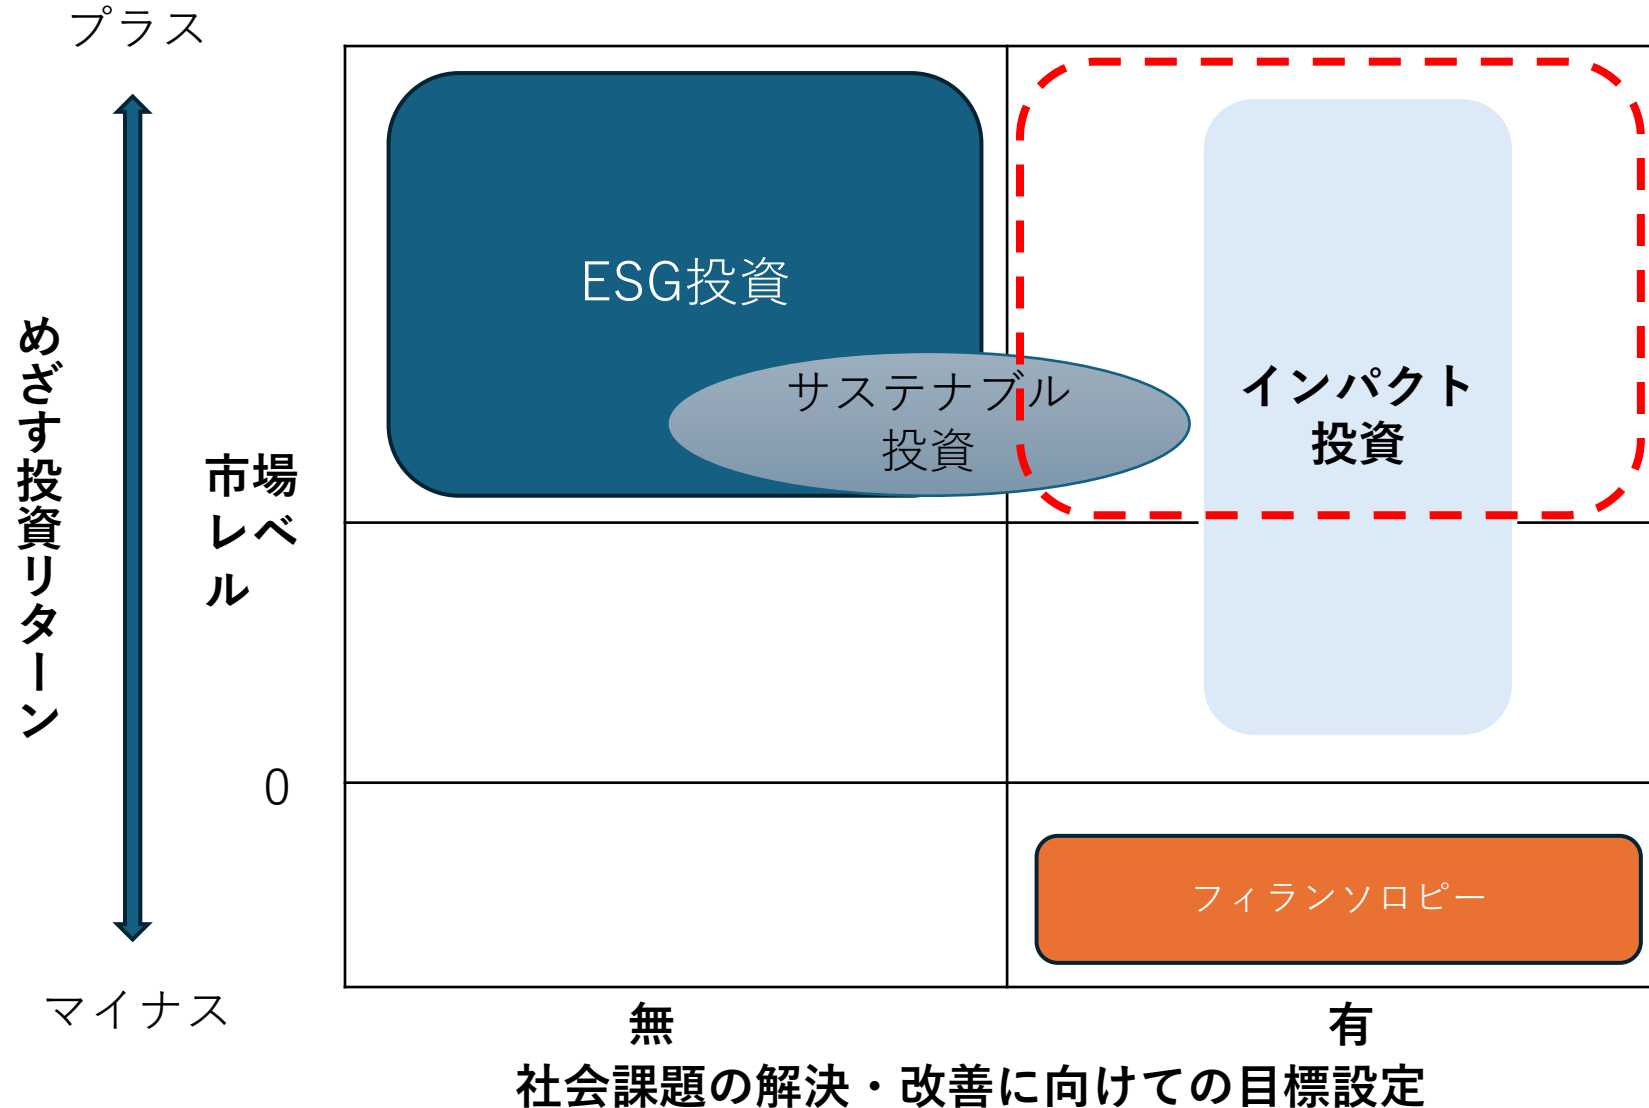 プラス
ESG投資
サステナブル
投資
インパクト
投資
めざす投資リターン
市場
レベ
ル
0
フィランソロピー
マイナス
無
有
社会課題の解決・改善に向けての目標設定